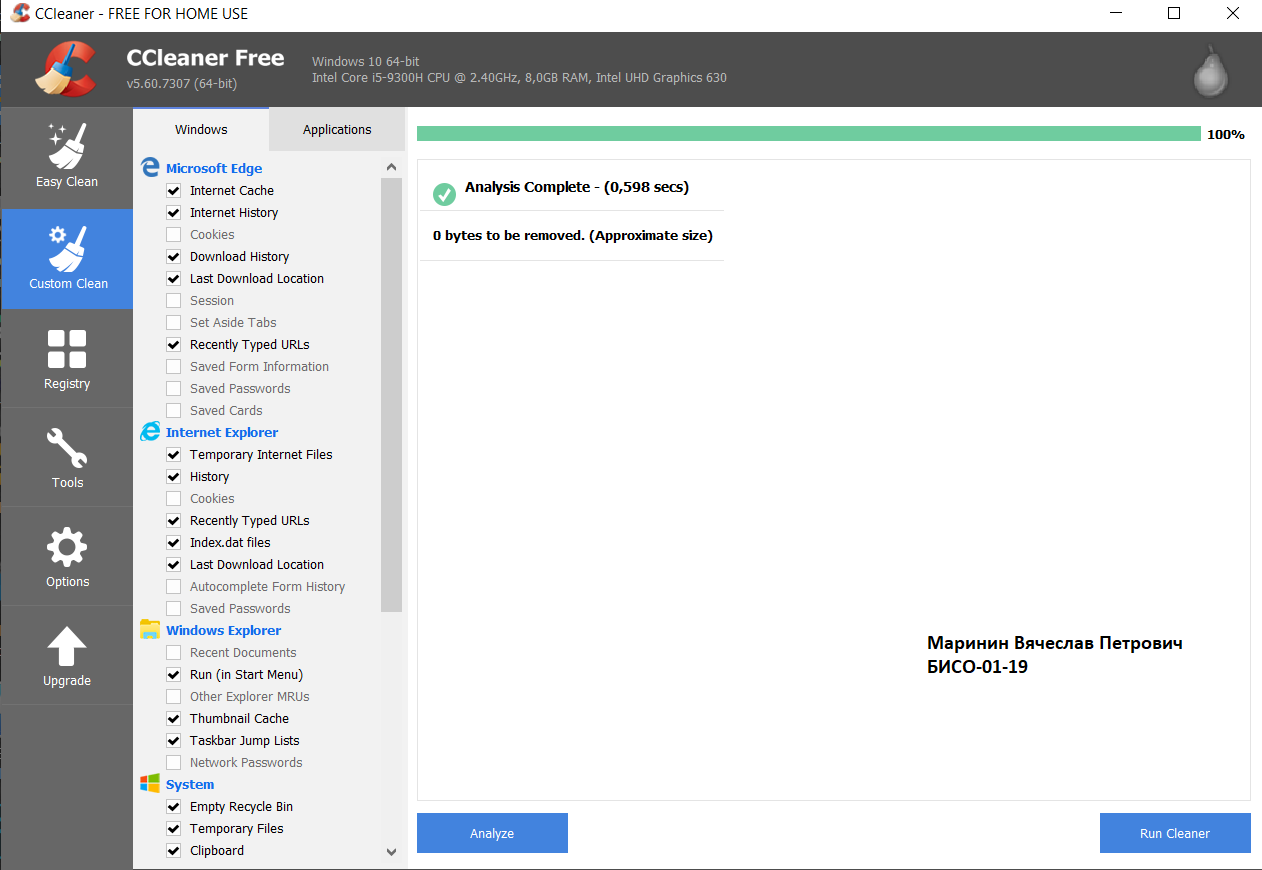 CCleaner - FREE FOR HOME USE
CCleaner Free
v5.60.7307 (64-bit)
Windows 10 64-bit
Intel Core i5-9300H CPU @ 2.40GHz, 8,0GB RAM, Intel UHD Graphics 630
Easy Clean
Custom Clean
Registry
Tools
Options
Upgrade
Windows
Applications
Microsoft Edge
Internet Cache
Internet History
Cookies
Download History
Last Download Location
Session
Set Aside Tabs
Recently Typed URLs
Saved Form Information
Saved Passwords
Saved Cards
Internet Explorer
Temporary Internet Files
History
Cookies
Recently Typed URLs
Index.dat files
Last Download Location
Autocomplete Form History
Saved Passwords
Windows Explorer
Recent Documents
Run (in Start Menu)
Other Explorer MRUs
Thumbnail Cache
Taskbar Jump Lists
Network Passwords
System
Empty Recycle Bin
Temporary Files
Clipboard
100%
Analysis Complete - (0,598 secs)
0 bytes to be removed. (Approximate size)
Маринин Вячеслав Петрович
БИСО-01-19
Analyze
Run Cleaner